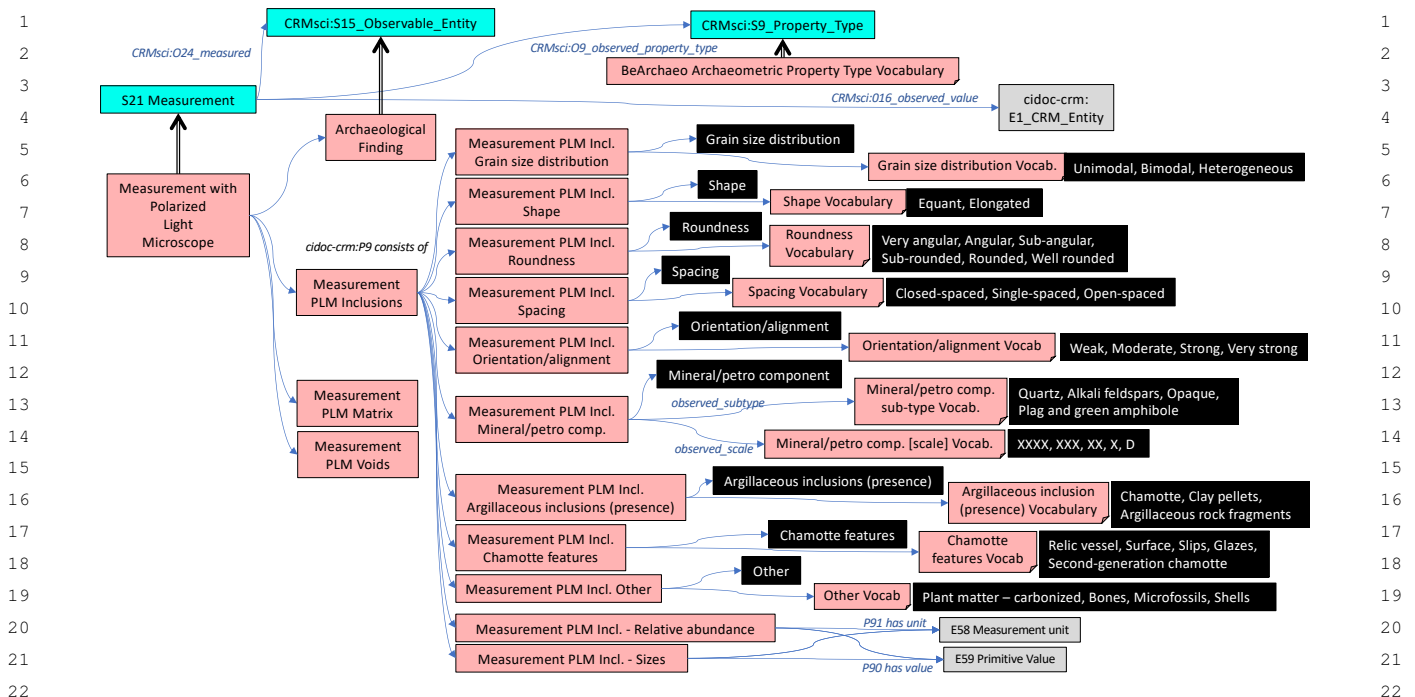 1
CRMsci:S15_Observable_Entity
CRMsci:S9_Property_Type
1
2
CRMsci:O24_measured
CRMsci:O9_observed_property_type
2
BeArchaeo Archaeometric Property Type Vocabulary
3
S21 Measurement
CRMsci:016_observed_value
cidoc-crm:
E1_CRM_Entity
3
4
Archaeological
Finding
4
5
Measurement PLM Incl.
Grain size distribution
Grain size distribution
Grain size distribution Vocab.
Unimodal, Bimodal, Heterogeneous
5
6
Measurement with
Polarized
Light
Microscope
Measurement PLM Incl.
Shape
Shape
Shape Vocabulary
Equant, Elongated
6
7
7
8
cidoc-crm:P9 consists of
Measurement PLM Incl.
Roundness
Roundness
Roundness
Vocabulary
Very angular, Angular, Sub-angular,
Sub-rounded, Rounded, Well rounded
8
9
Measurement
PLM Inclusions
Measurement PLM Incl.
Spacing
Spacing
Spacing Vocabulary
Closed-spaced, Single-spaced, Open-spaced
9
10
10
11
Measurement PLM Incl.
Orientation/alignment
Orientation/alignment
Orientation/alignment Vocab
Weak, Moderate, Strong, Very strong
11
12
Mineral/petro component
12
13
Measurement
PLM Matrix
Measurement PLM Incl.
Mineral/petro comp.
observed_subtype
Mineral/petro comp.
sub-type Vocab.
Quartz, Alkali feldspars, Opaque,
Plag and green amphibole
13
14
Measurement
PLM Voids
observed_scale
Mineral/petro comp. [scale] Vocab.
XXXX, XXX, XX, X, D
14
15
15
16
Measurement PLM Incl.
Argillaceous inclusions (presence)
Argillaceous inclusions (presence)
Argillaceous inclusion
(presence) Vocabulary
Chamotte, Clay pellets,
Argillaceous rock fragments
16
17
Measurement PLM Incl.
Chamotte features
Chamotte features
Chamotte
features Vocab
Relic vessel, Surface, Slips, Glazes,
Second-generation chamotte
17
18
18
19
Measurement PLM Incl. Other
Other
Other Vocab
Plant matter – carbonized, Bones, Microfossils, Shells
19
20
Measurement PLM Incl. - Relative abundance
P91 has unit
E58 Measurement unit
20
21
Measurement PLM Incl. - Sizes
P90 has value
E59 Primitive Value
21
22
22